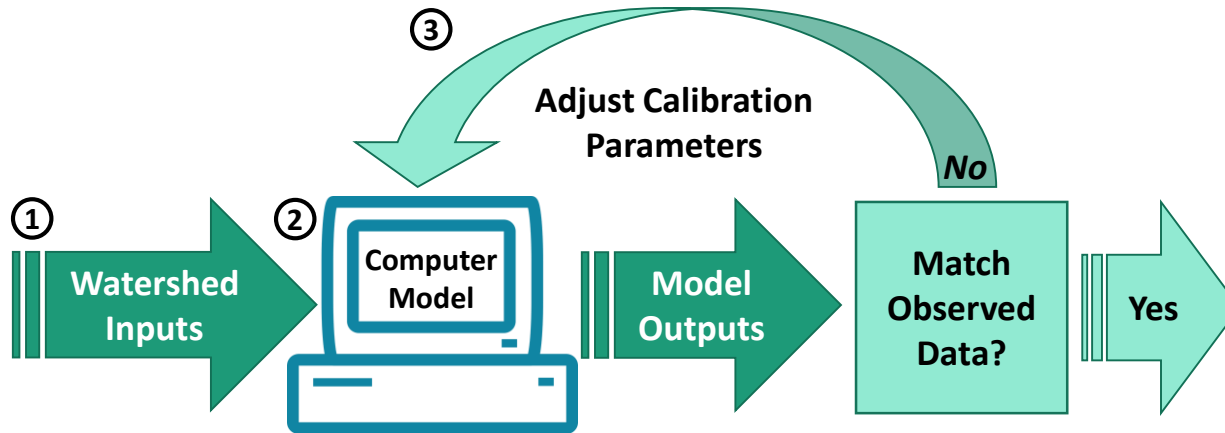 ③
Adjust Calibration
Parameters
No
①
Watershed
Inputs
②
Computer
Model
Model
Outputs
Match
Observed
Data?
Yes